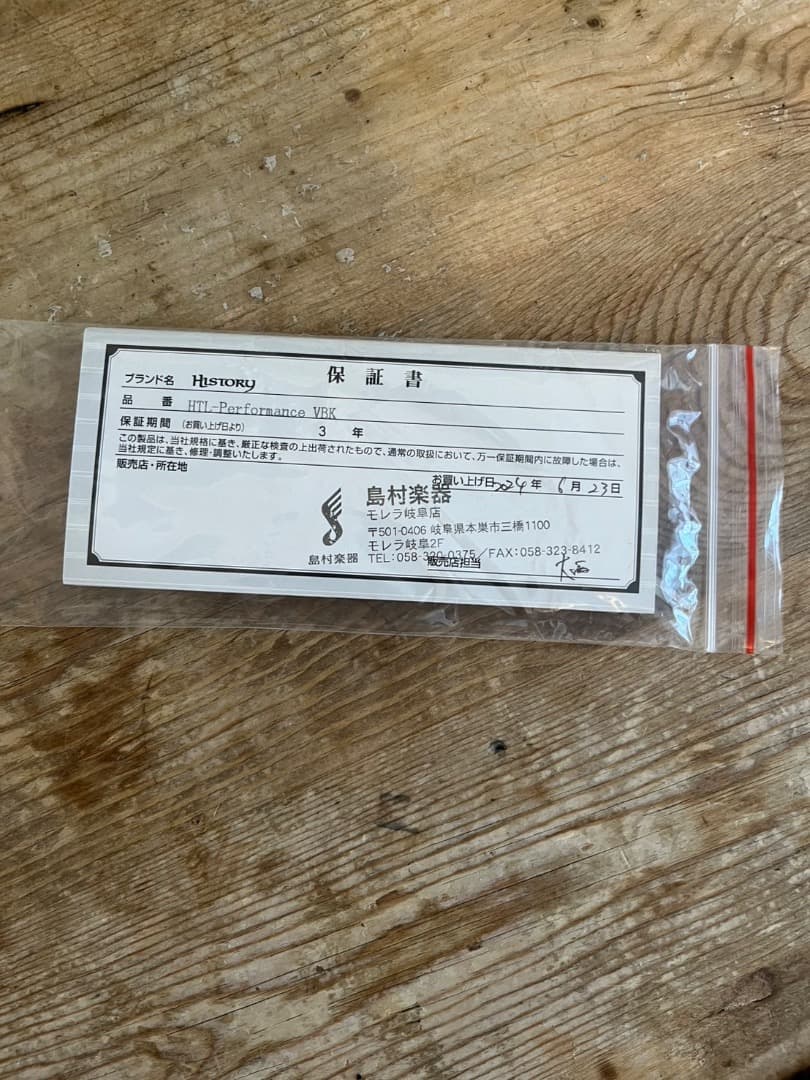 保証書
ブランド名 HISTORY
品番 HTL-Performance VBK
保証期間 (お買い上げ日より) 3 年
この製品は、当社規格に基き、厳正な検査の上出荷されたもので、通常の取扱において、万一保証期間内に故障した場合は、
当社規定に基き、修理・調整いたします。
販売店・所在地
お買い上げ日 2024 年 6 月 23 日
島村楽器
モレラ岐阜店
〒501-0406 岐阜県本巣市三橋1100
モレラ岐阜2F
TEL:058-320-0375/FAX:058-323-8412
島村楽器
販売店担当